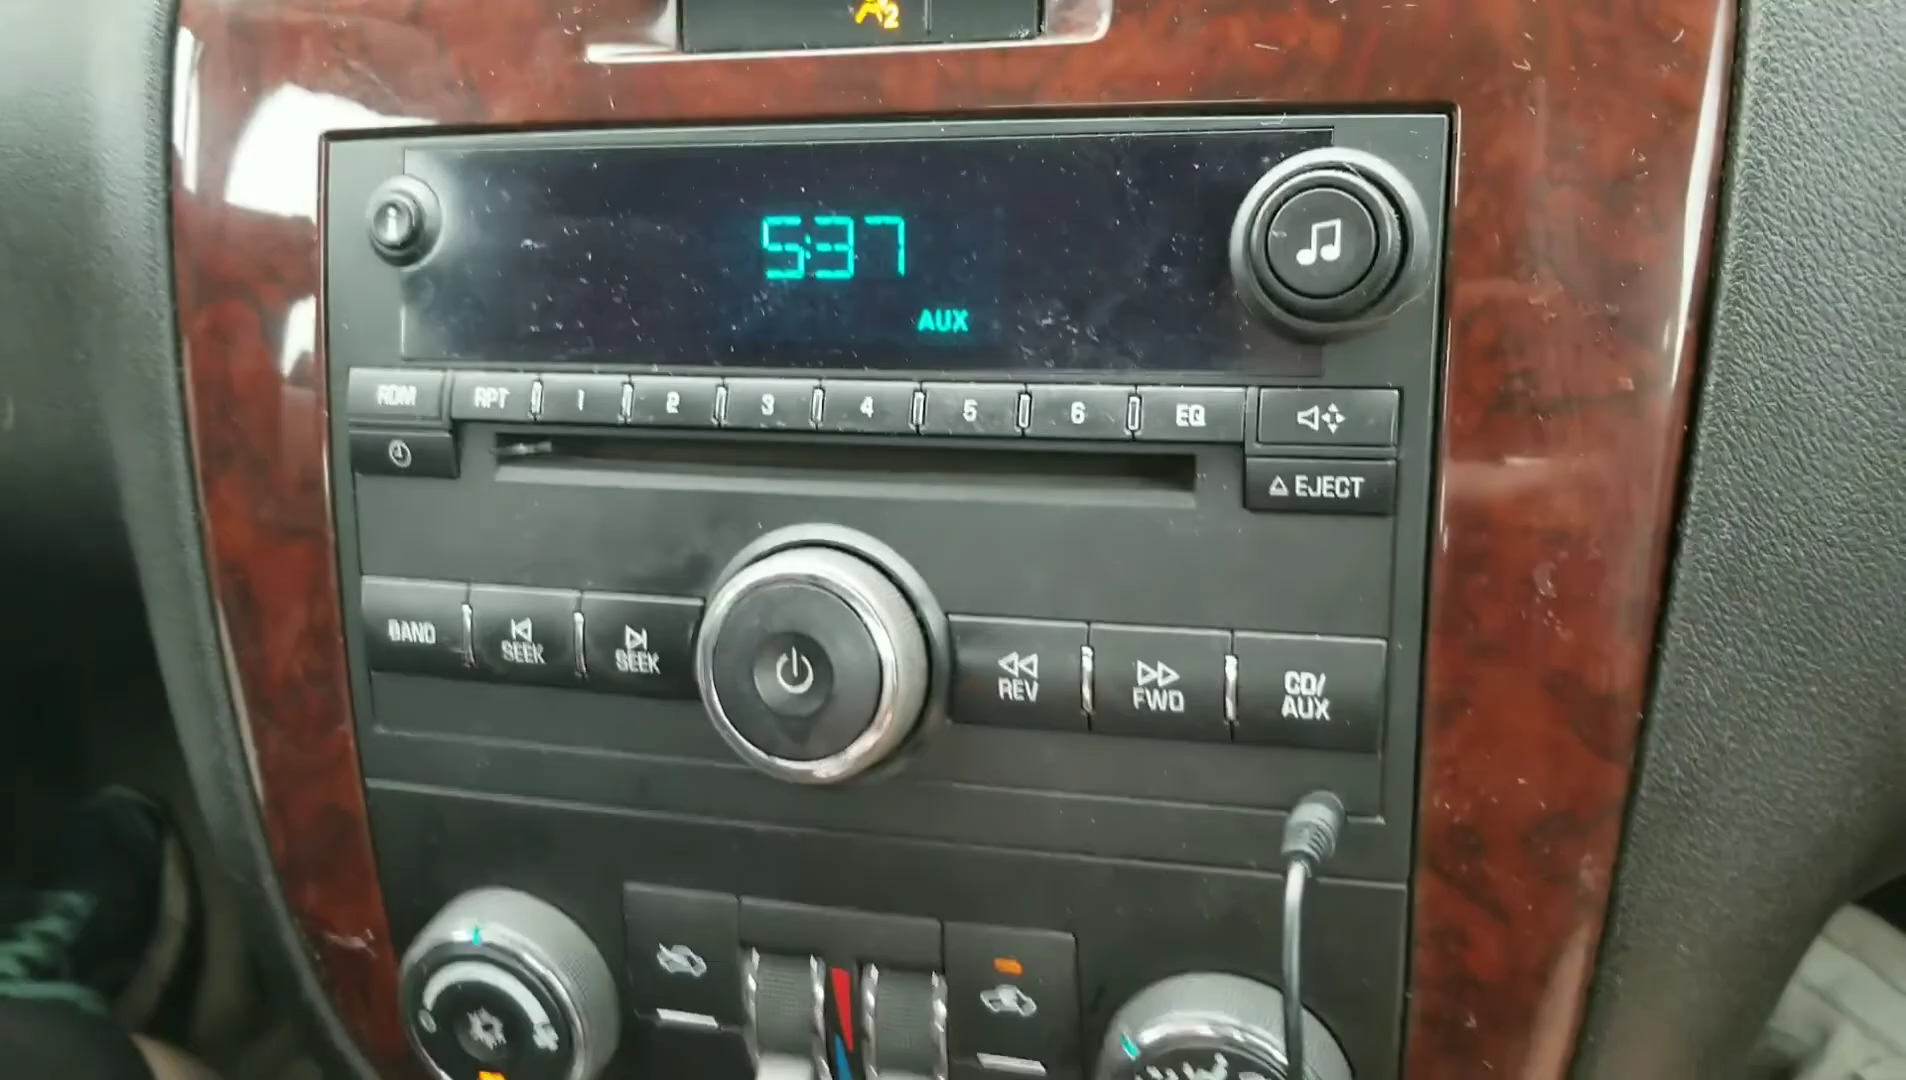 2
5:37
AUX
RDM RPT 1 2 3 4 5 6 EQ
EJECT
BAND SEEK SEEK REV FWD CD/
AUX